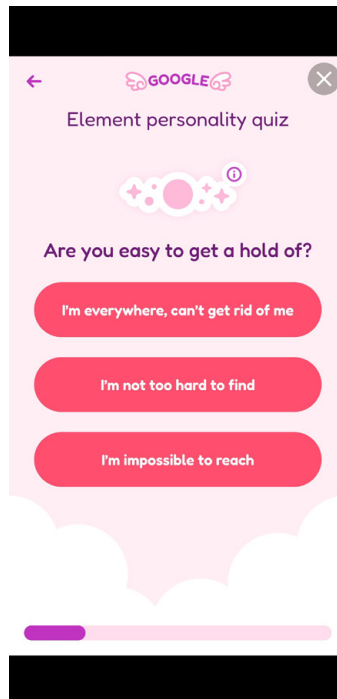 GOOGLE
Element personality quiz
i
Are you easy to get a hold of?
I'm everywhere, can't get rid of me
I'm not too hard to find
I'm impossible to reach